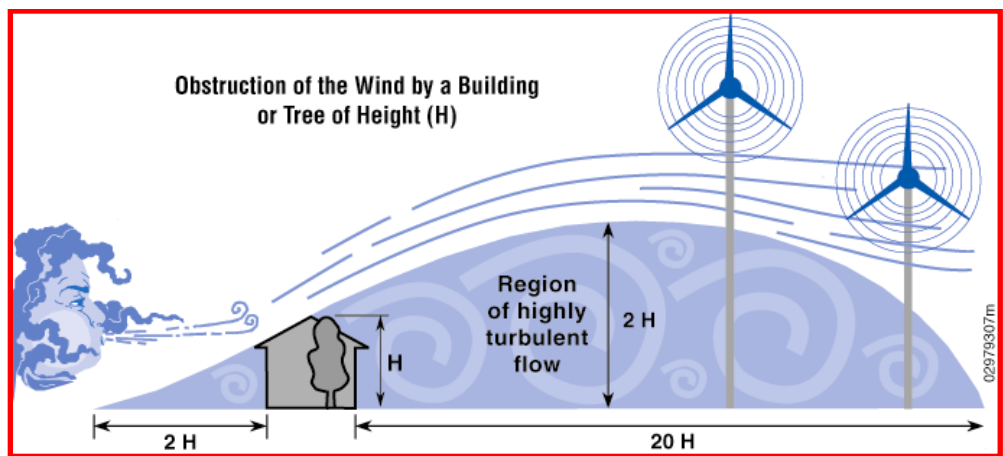 Obstruction of the Wind by a Building
or Tree of Height (H)
Region
of highly
turbulent
flow
2 H
H
2 H
20 H
02979307m